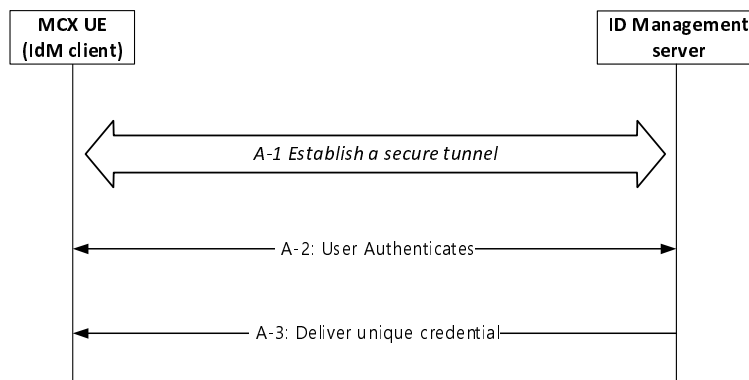 MCX UE
(IdM client)
ID Management
server
A-1 Establish a secure tunnel
A-2: User Authenticates
A-3: Deliver unique credential